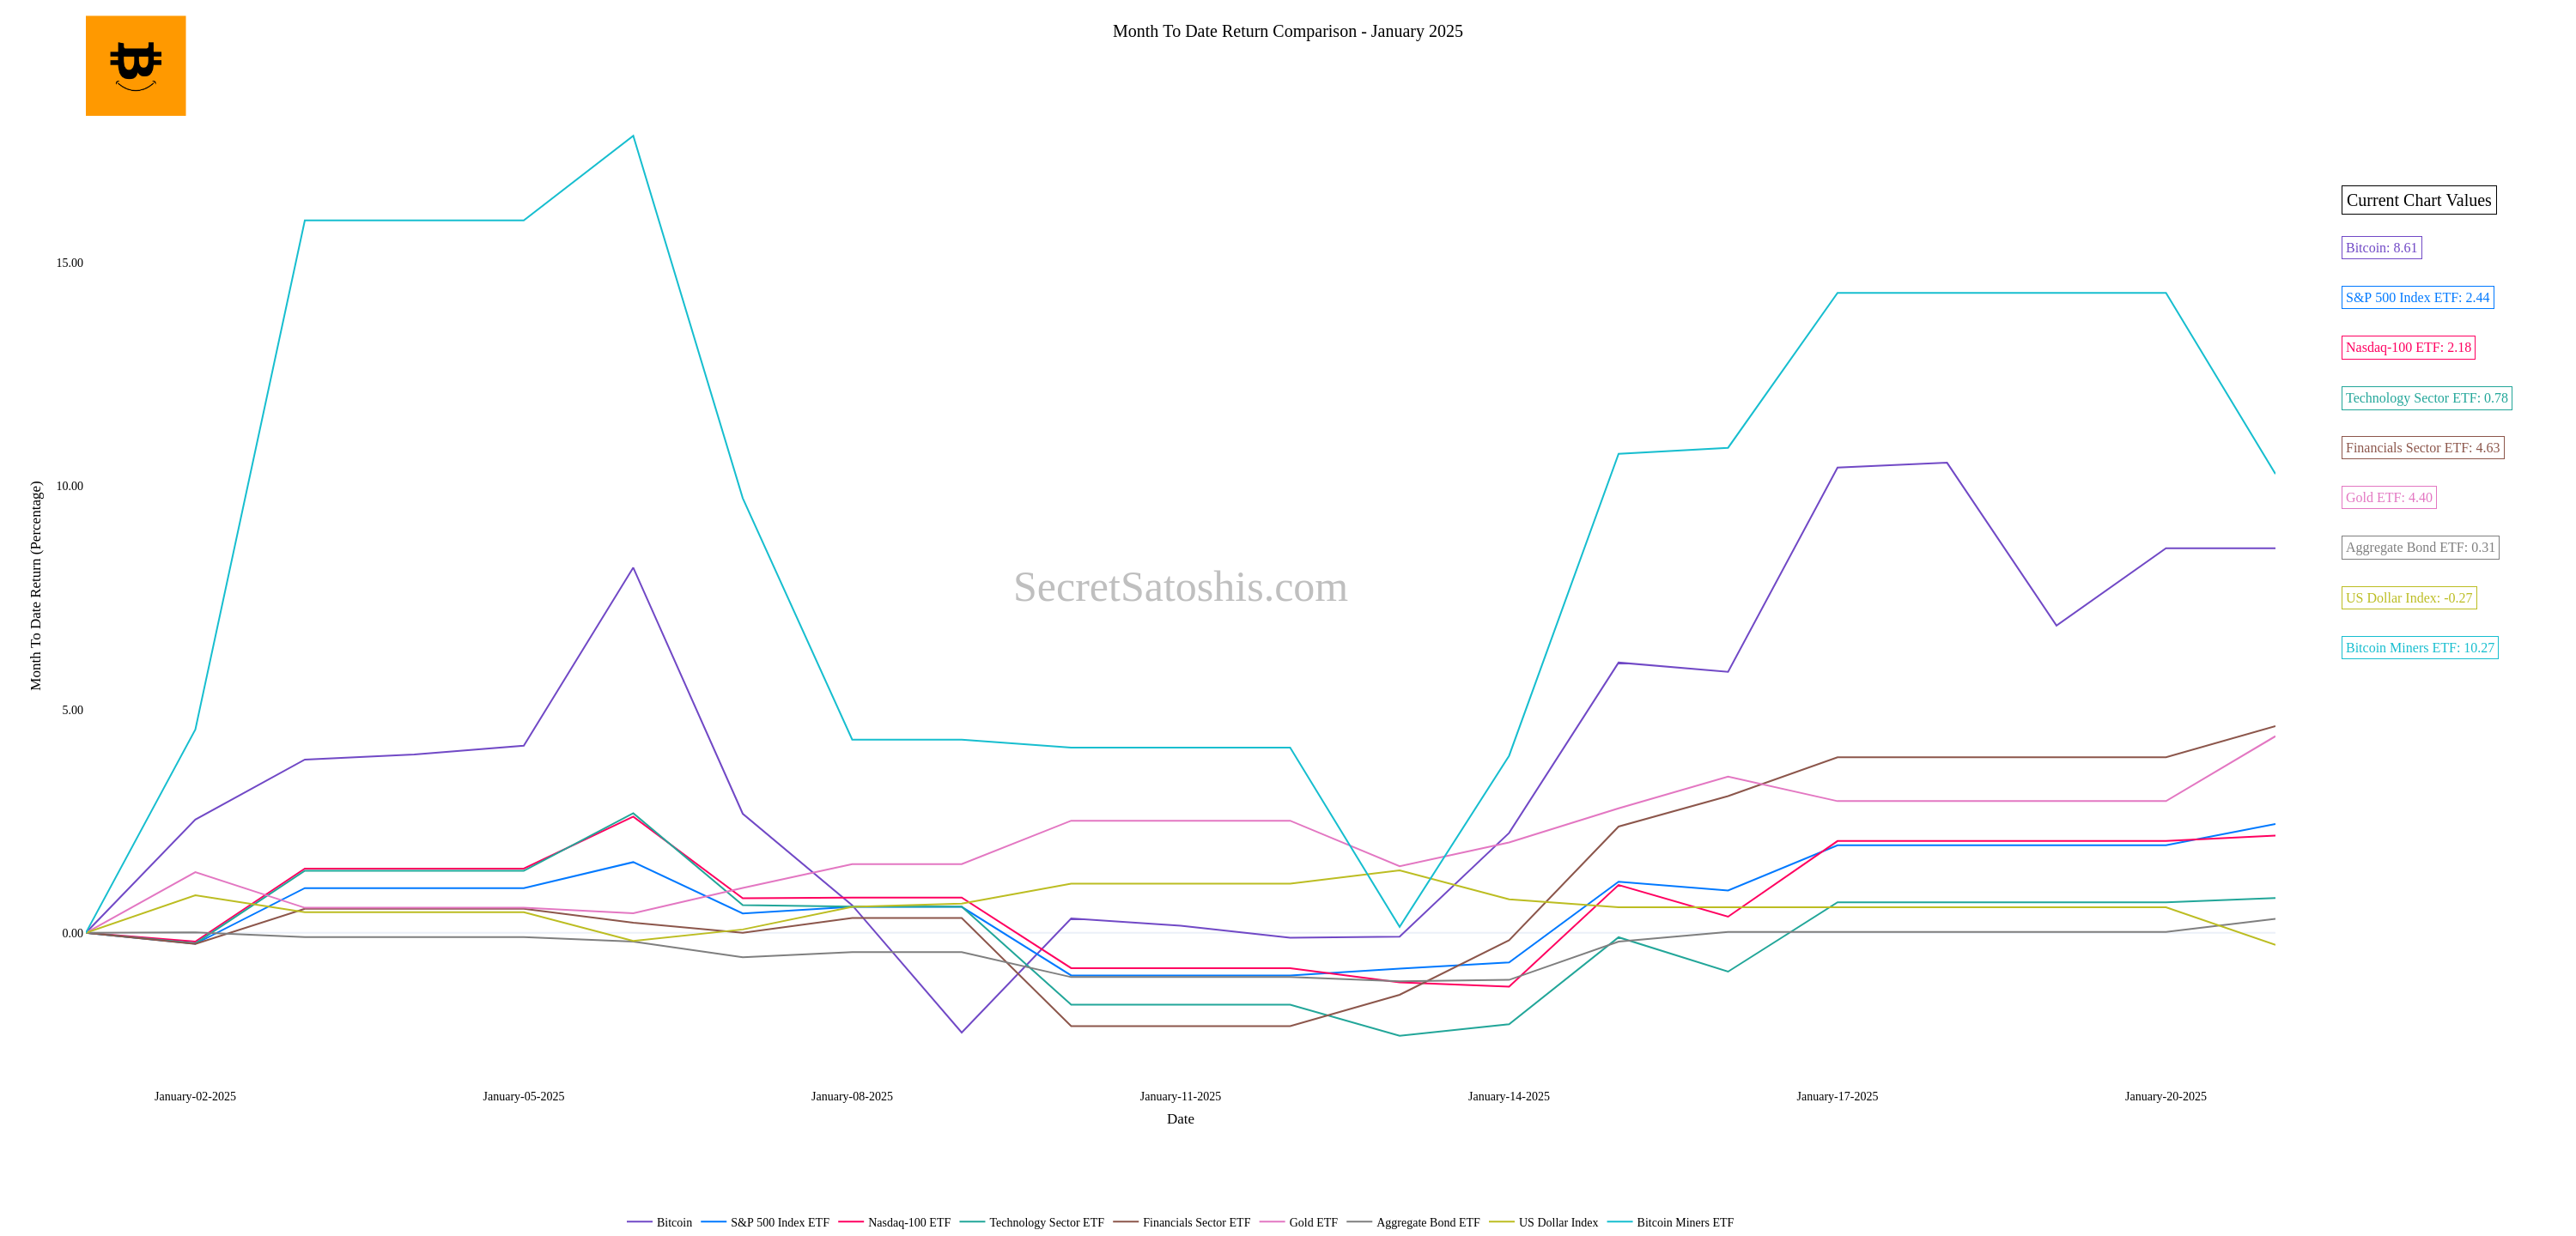 Month To Date Return Comparison - January 2025
Current Chart Values
Bitcoin: 8.61
S&P 500 Index ETF: 2.44
Nasdaq-100 ETF: 2.18
Technology Sector ETF: 0.78
Financials Sector ETF: 4.63
Gold ETF: 4.40
Aggregate Bond ETF: 0.31
US Dollar Index: -0.27
Bitcoin Miners ETF: 10.27
Month To Date Return (Percentage)
15.00
10.00
5.00
0.00
SecretSatoshis.com
January-02-2025
January-05-2025
January-08-2025
January-11-2025
January-14-2025
January-17-2025
January-20-2025
Date
Bitcoin
S&P 500 Index ETF
Nasdaq-100 ETF
Technology Sector ETF
Financials Sector ETF
Gold ETF
Aggregate Bond ETF
US Dollar Index
Bitcoin Miners ETF